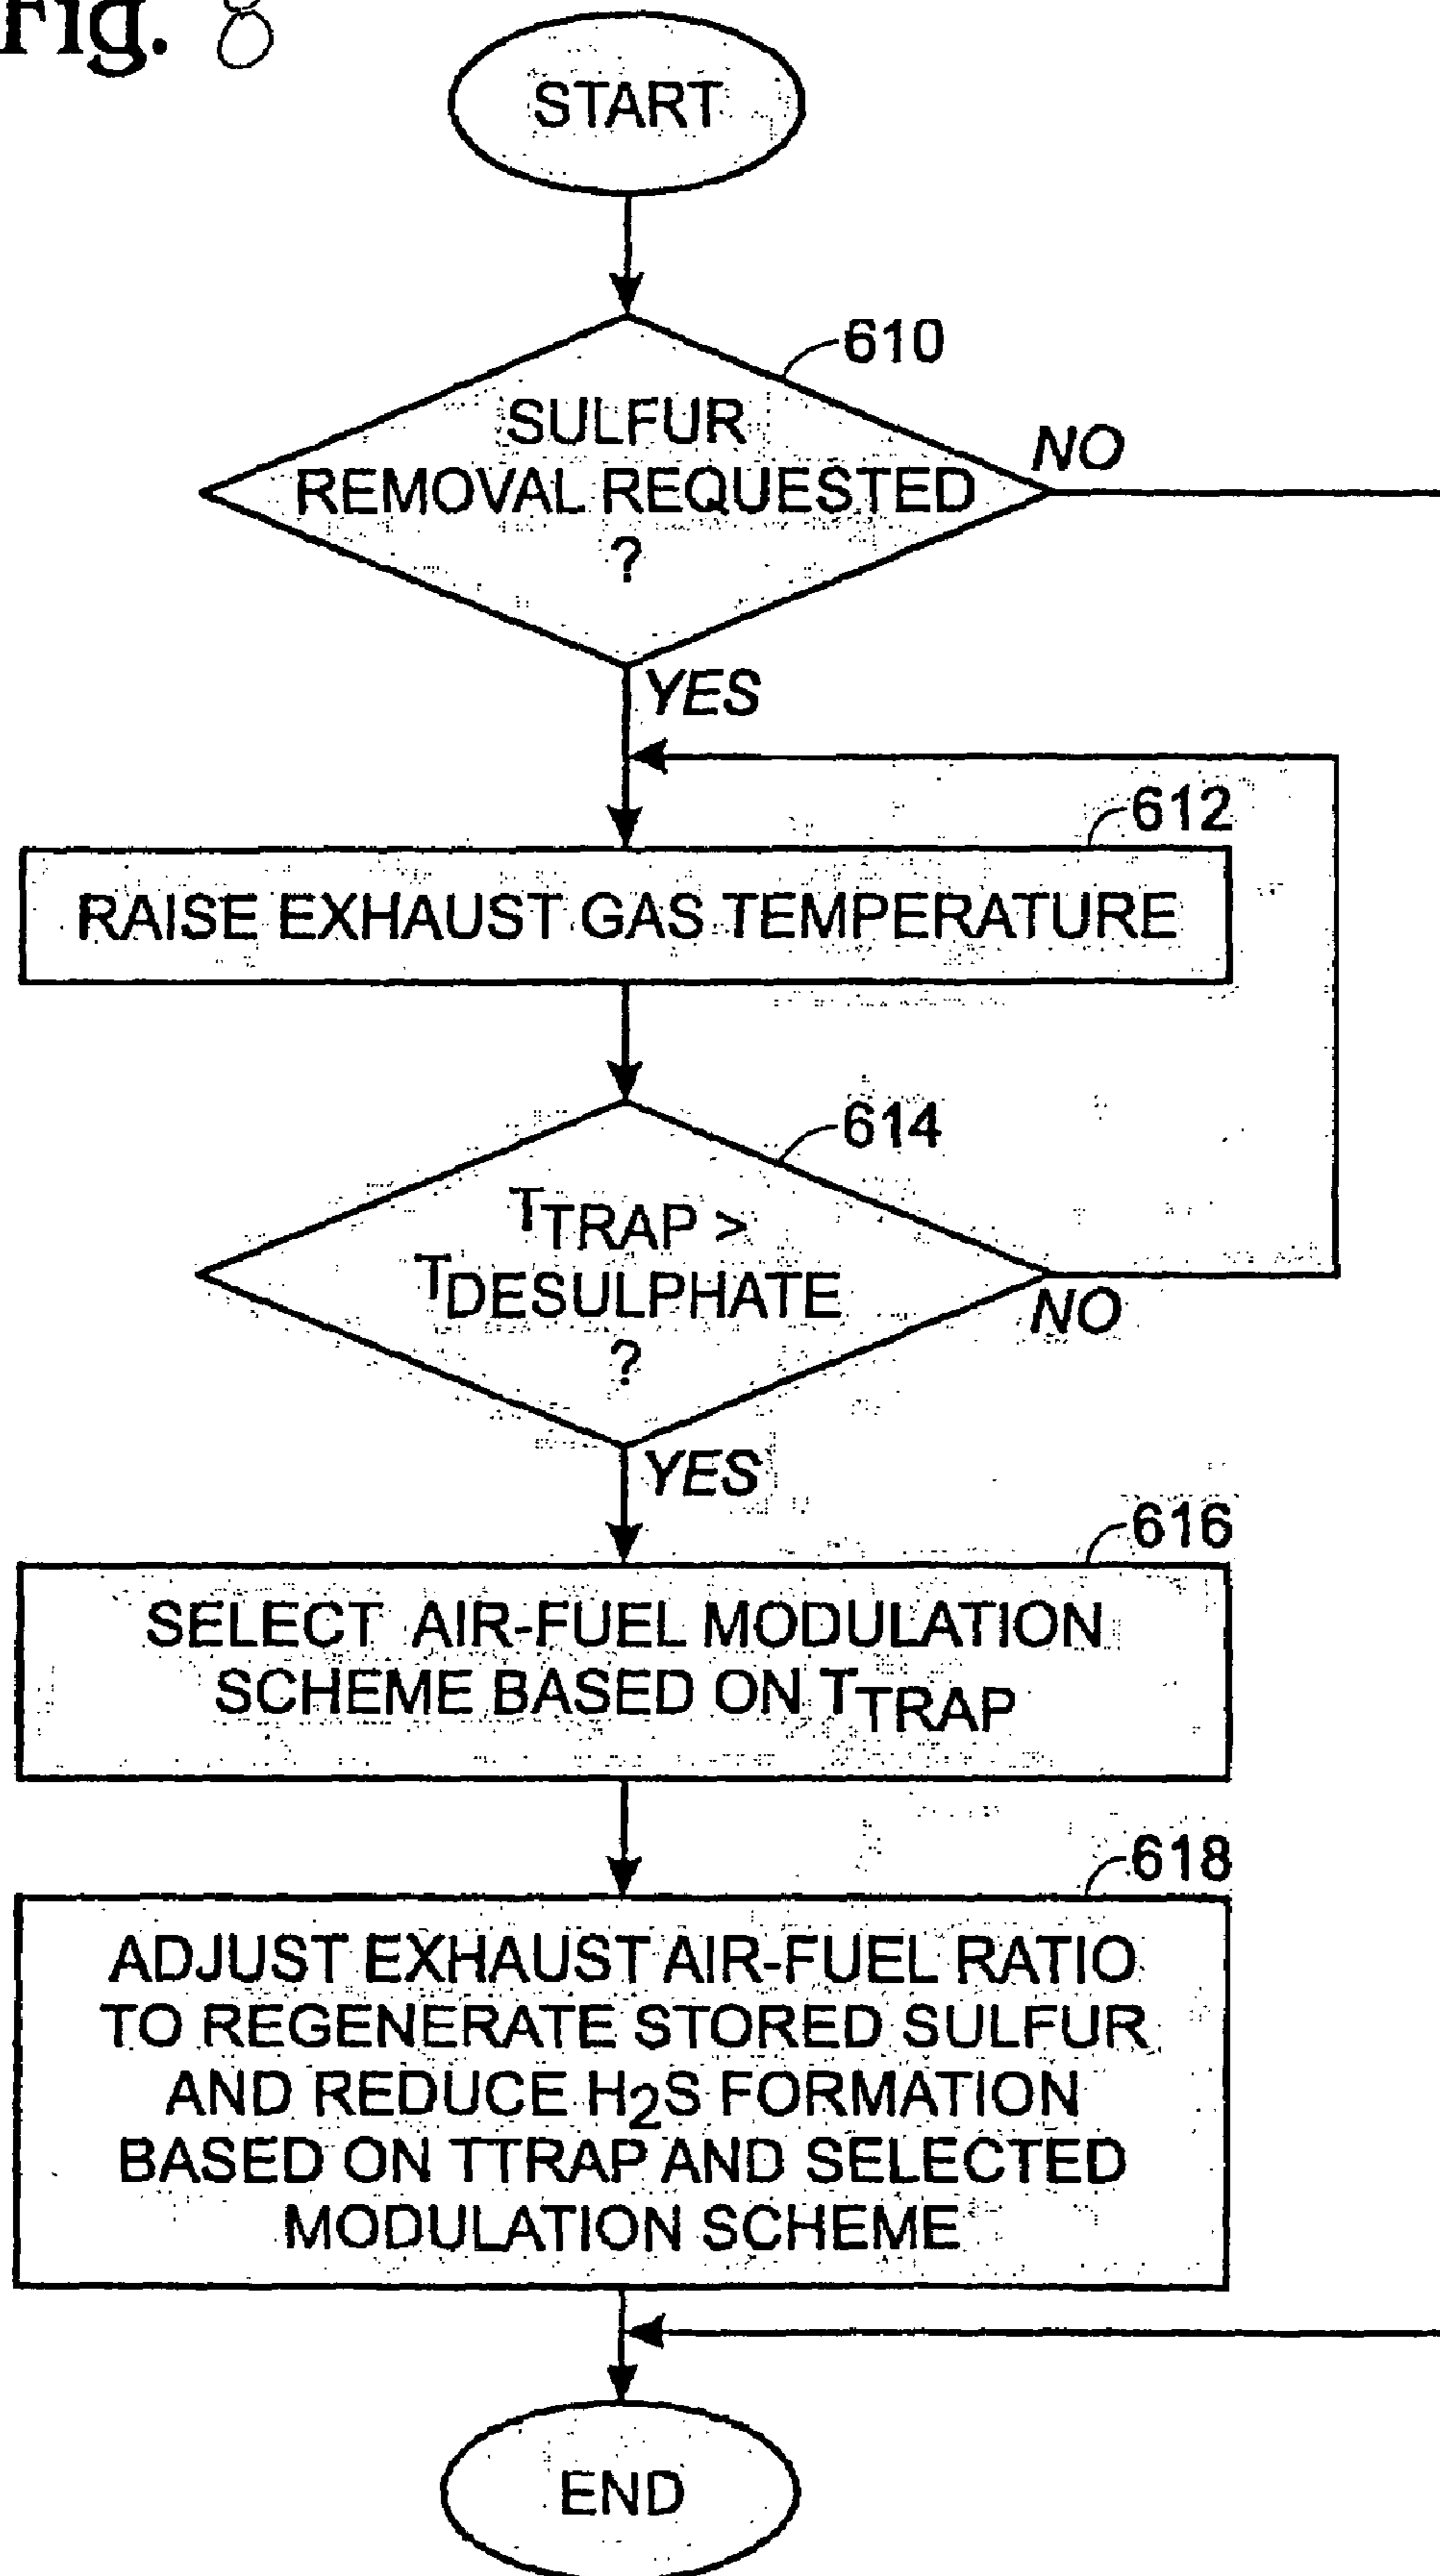 Fig. 8
START
610
SULFUR
REMOVAL REQUESTED
?
NO
YES
612
RAISE EXHAUST GAS TEMPERATURE
614
TTRAP >
TDESULPHATE
?
NO
YES
616
SELECT AIR-FUEL MODULATION
SCHEME BASED ON TTRAP
618
ADJUST EXHAUST AIR-FUEL RATIO
TO REGENERATE STORED SULFUR
AND REDUCE H2S FORMATION
BASED ON TTRAP AND SELECTED
MODULATION SCHEME
END